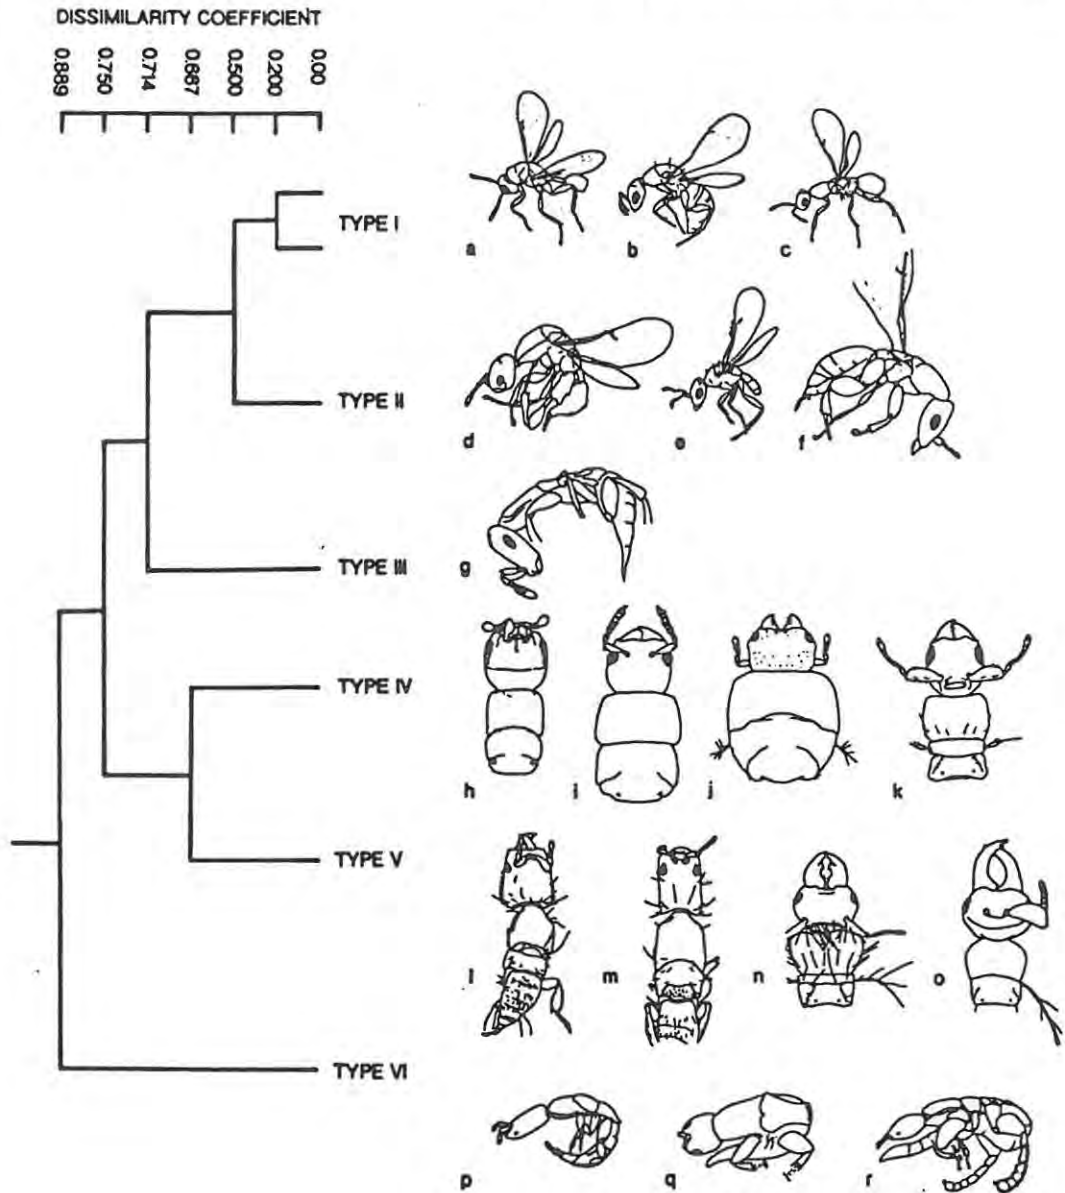 DISSIMILARITY COEFFICIENT
0.889 0.750 0.714 0.667 0.500 0.200 0.00
TYPE I
a b c
TYPE II
d e f
TYPE III
g
TYPE IV
h i j k
TYPE V
l m n o
TYPE VI
p q r